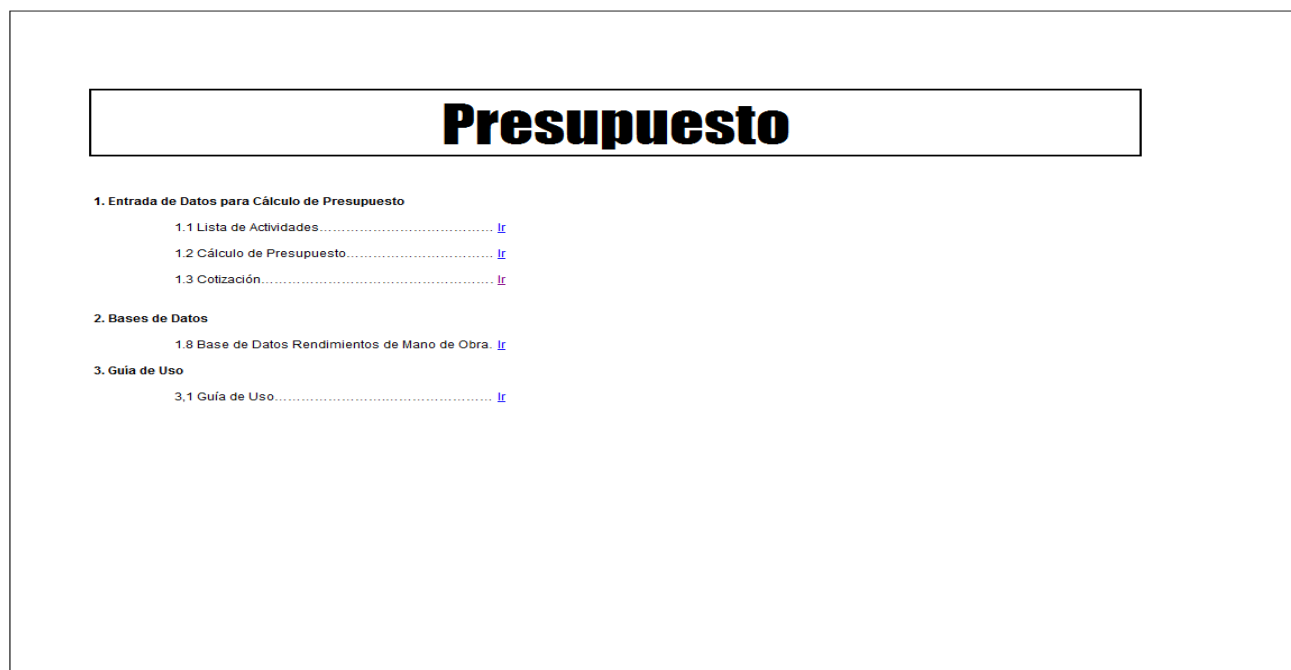 Presupuesto
1. Entrada de Datos para Cálculo de Presupuesto
1.1 Lista de Actividades………………………………… Ir
1.2 Cálculo de Presupuesto…………………………… Ir
1.3 Cotización……………………………………………. Ir
2. Bases de Datos
1.8 Base de Datos Rendimientos de Mano de Obra. Ir
3. Guía de Uso
3,1 Guía de Uso………………………………………… Ir